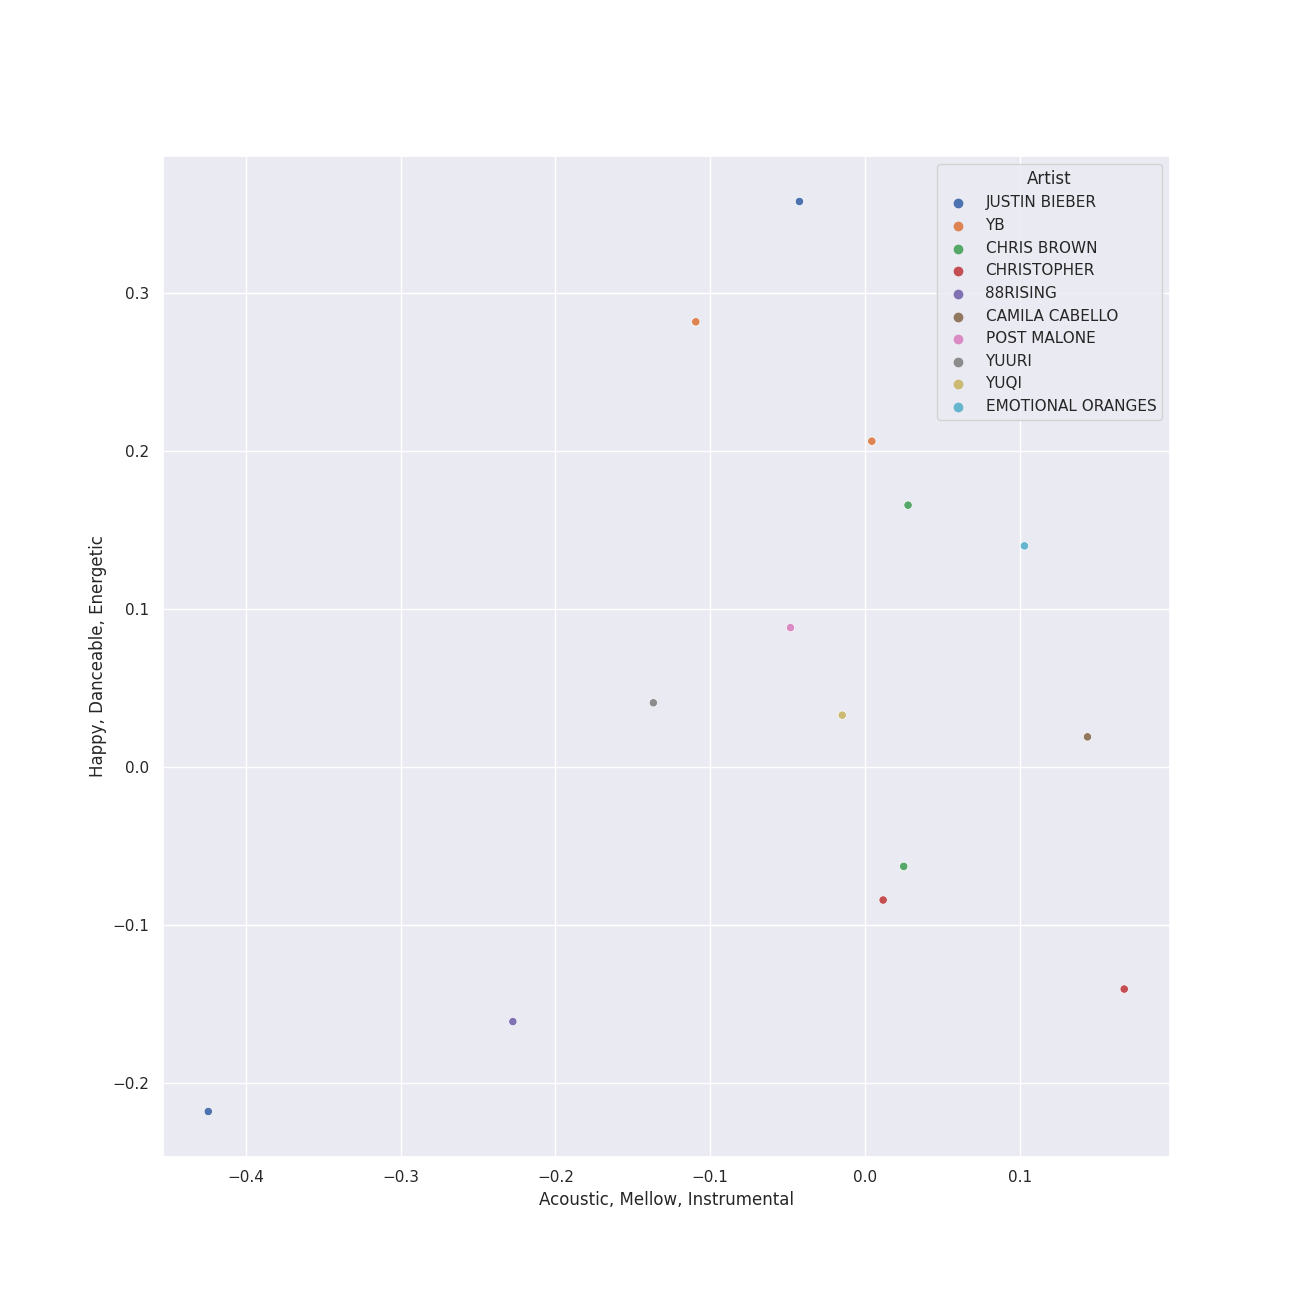 Artist
JUSTIN BIEBER
YB
CHRIS BROWN
CHRISTOPHER
88RISING
CAMILA CABELLO
POST MALONE
YUURI
YUQI
EMOTIONAL ORANGES
Happy, Danceable, Energetic
0.3
0.2
0.1
0.0
−0.1
−0.2
−0.4 −0.3 −0.2 −0.1 0.0 0.1
Acoustic, Mellow, Instrumental